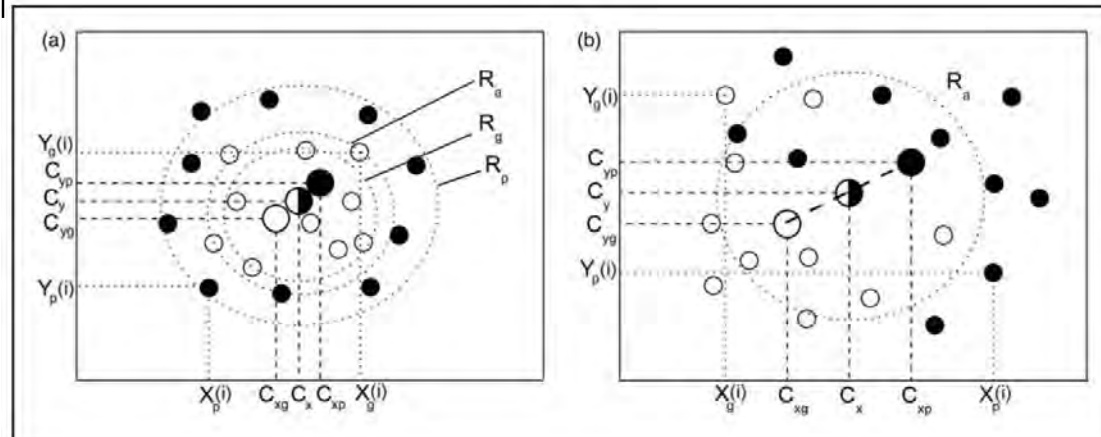 (a)
R_a
R_g
R_p
Y_g(i)
C_yp
C_y
C_yg
Y_p(i)
X_p(i) C_xg C_x C_xp X_g(i)
(b)
R_a
Y_g(i)
C_yp
C_y
C_yg
Y_p(i)
X_g(i) C_xg C_x C_xp X_p(i)